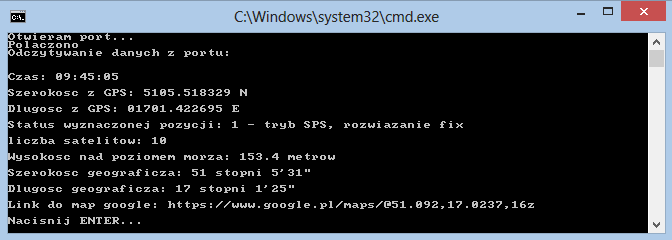 C:\Windows\system32\cmd.exe
Otwieram port...
Polaczono
Odczytywanie danych z portu:
Czas: 09:45:05
Szerokosc z GPS: 5105.518329 N
Dlugosc z GPS: 01701.422695 E
Status wyznaczonej pozycji: 1 - tryb SPS, rozwiazanie fix
liczba satelitow: 10
Wysokosc nad poziomem morza: 153.4 metrow
Szerokosc geograficza: 51 stopni 5'31"
Dlugosc geograficza: 17 stopni 1'25"
Link do map google: https://www.google.pl/maps/@51.092,17.0237,16z
Nacisnij ENTER...